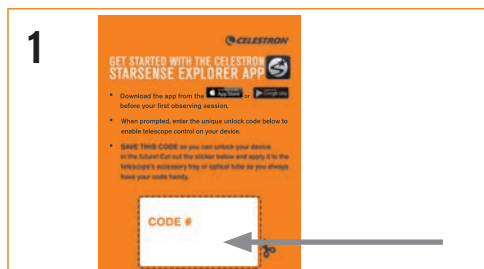 1
CELESTRON
GET STARTED WITH THE CELESTRON
STARSENSE EXPLORER APP
• Download the app from the App Store or Google play
before your first observing session.
• When prompted, enter the unique unlock code below to
enable telescope control on your device.
• SAVE THIS CODE so you can unlock your device
in the future! Cut out the sticker below and apply it to the
telescope's accessory tray or optical tube so you always
have your code handy.
CODE #